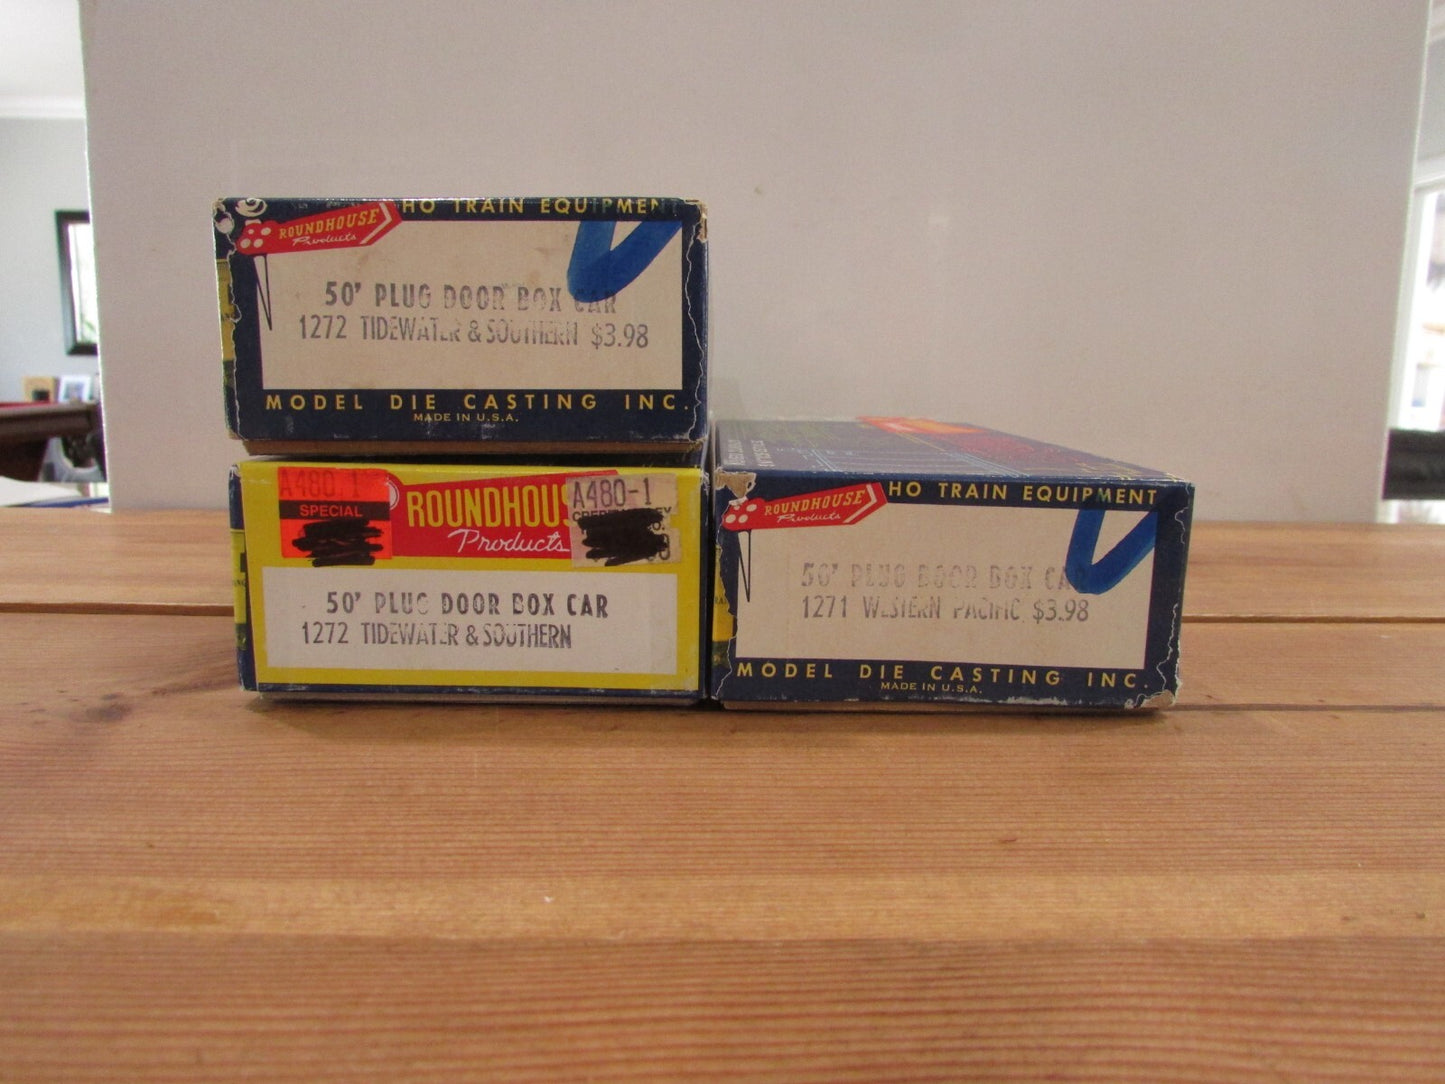 HO TRAIN EQUIPMENT
ROUNDHOUSE
Products
50' PLUG DOOR BOX CAR
1272 TIDEWATER & SOUTHERN $3.98
MODEL DIE CASTING INC.
MADE IN U.S.A.
A480-1
SPECIAL
ROUNDHOUS
Products
A480-1
50' PLUG DOOR BOX CAR
1272 TIDEWATER & SOUTHERN
HO TRAIN EQUIPMENT
ROUNDHOUSE
Products
50' PLUG DOOR BOX CAR
1271 WESTERN PACIFIC $3.98
MODEL DIE CASTING INC.
MADE IN U.S.A.